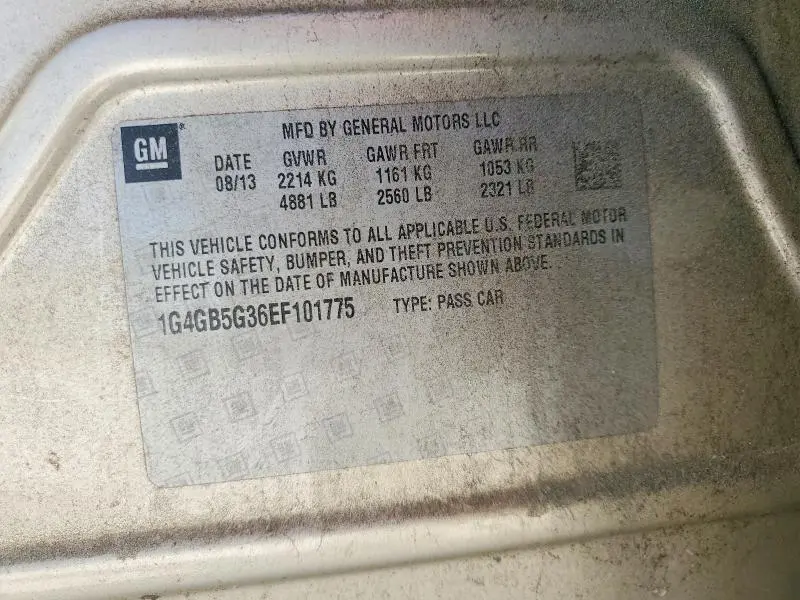 GM
MFD BY GENERAL MOTORS LLC
DATE GVWR GAWR FRT GAWR RR
08/13 2214 KG 1161 KG 1053 KG
4881 LB 2560 LB 2321 LB
THIS VEHICLE CONFORMS TO ALL APPLICABLE U.S. FEDERAL MOTOR
VEHICLE SAFETY, BUMPER, AND THEFT PREVENTION STANDARDS IN
EFFECT ON THE DATE OF MANUFACTURE SHOWN ABOVE.
1G4GB5G36EF101775 TYPE: PASS CAR